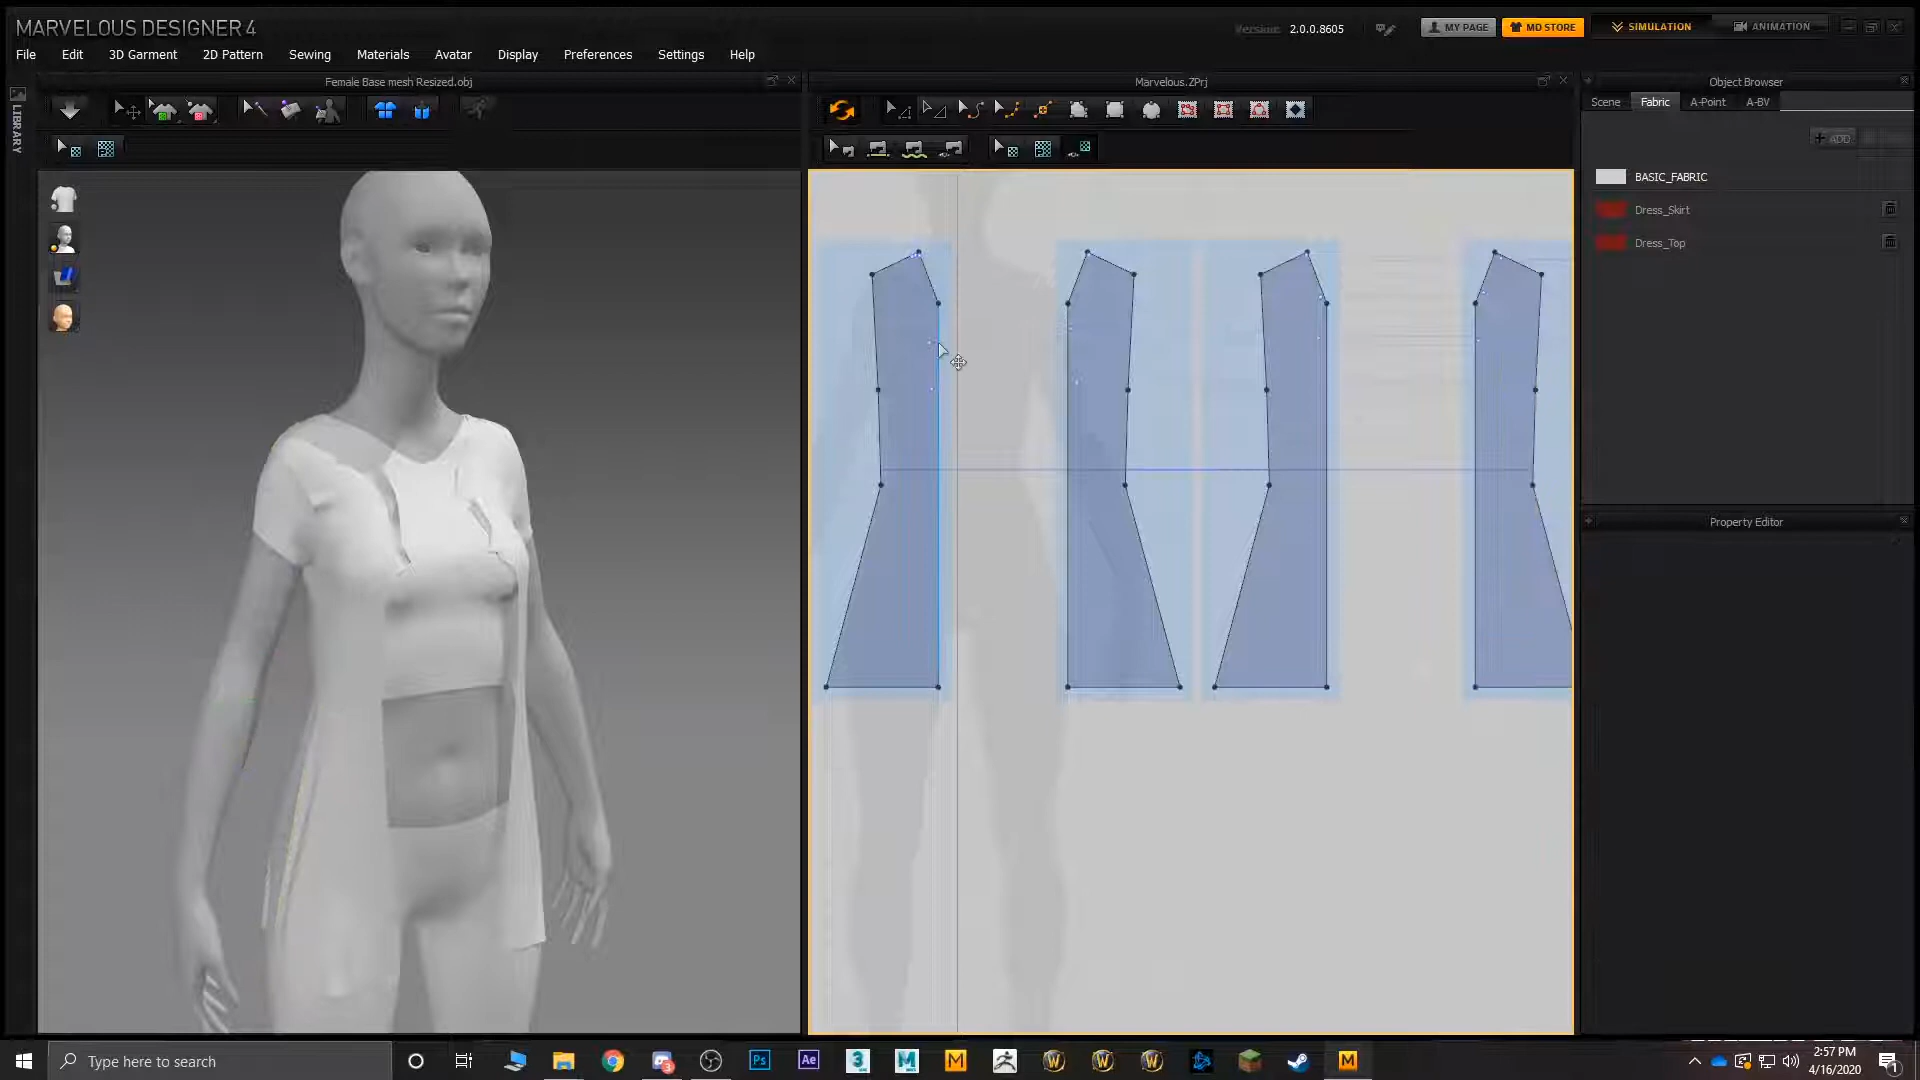 MARVELOUS DESIGNER 4
Version: 2.0.0.8605
MY PAGE
MD STORE
SIMULATION
ANIMATION
File Edit 3D Garment 2D Pattern Sewing Materials Avatar Display Preferences Settings Help
Female Base mesh Resized.obj
Marvelous.ZPrj
Object Browser
LIBRARY
Scene Fabric A-Point A-BV
+ ADD
BASIC_FABRIC
Dress_Skirt
Dress_Top
Property Editor
Type here to search
2:57 PM
4/16/2020